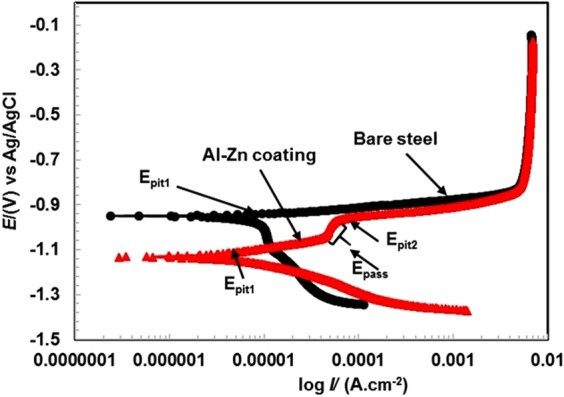 -0.1
-0.3
-0.5
-0.7
-0.9
-1.1
-1.3
-1.5
E/(V) vs Ag/AgCl
Bare steel
Al-Zn coating
Epit1
Epit2
Epass
Epit1
0.0000001 0.000001 0.00001 0.0001 0.001 0.01
log I/ (A.cm-2)